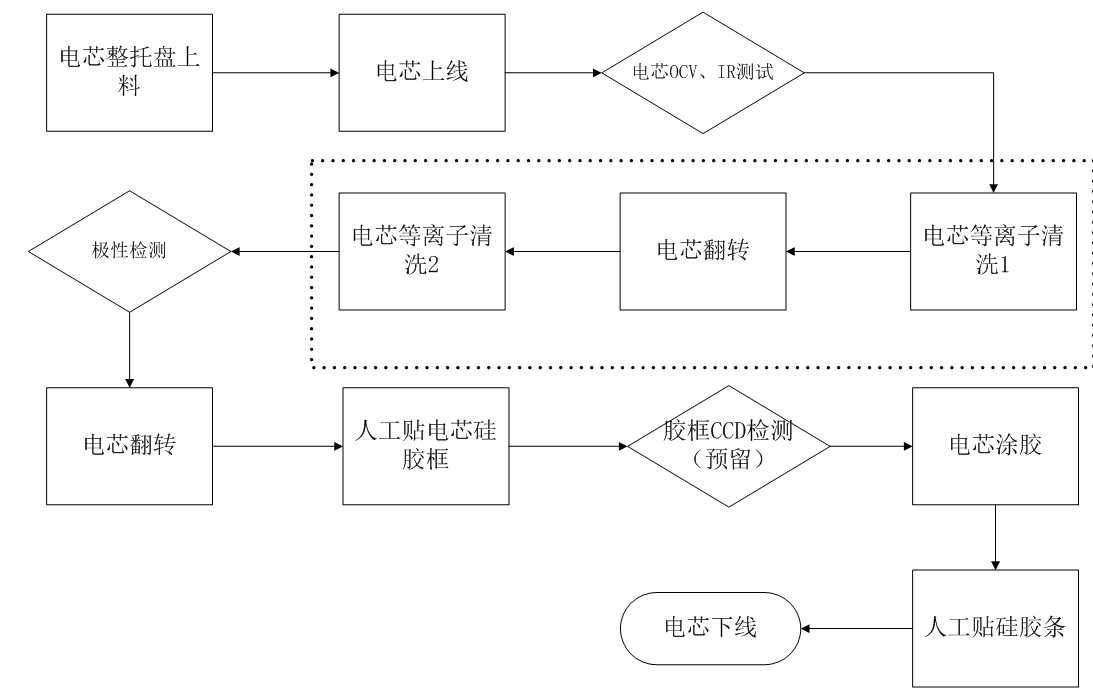 电芯整托盘上
料
电芯上线
电芯OCV、IR测试
电芯等离子清
洗1
电芯翻转
电芯等离子清
洗2
极性检测
电芯翻转
人工贴电芯硅
胶框
胶框CCD检测
（预留）
电芯涂胶
人工贴硅胶条
电芯下线